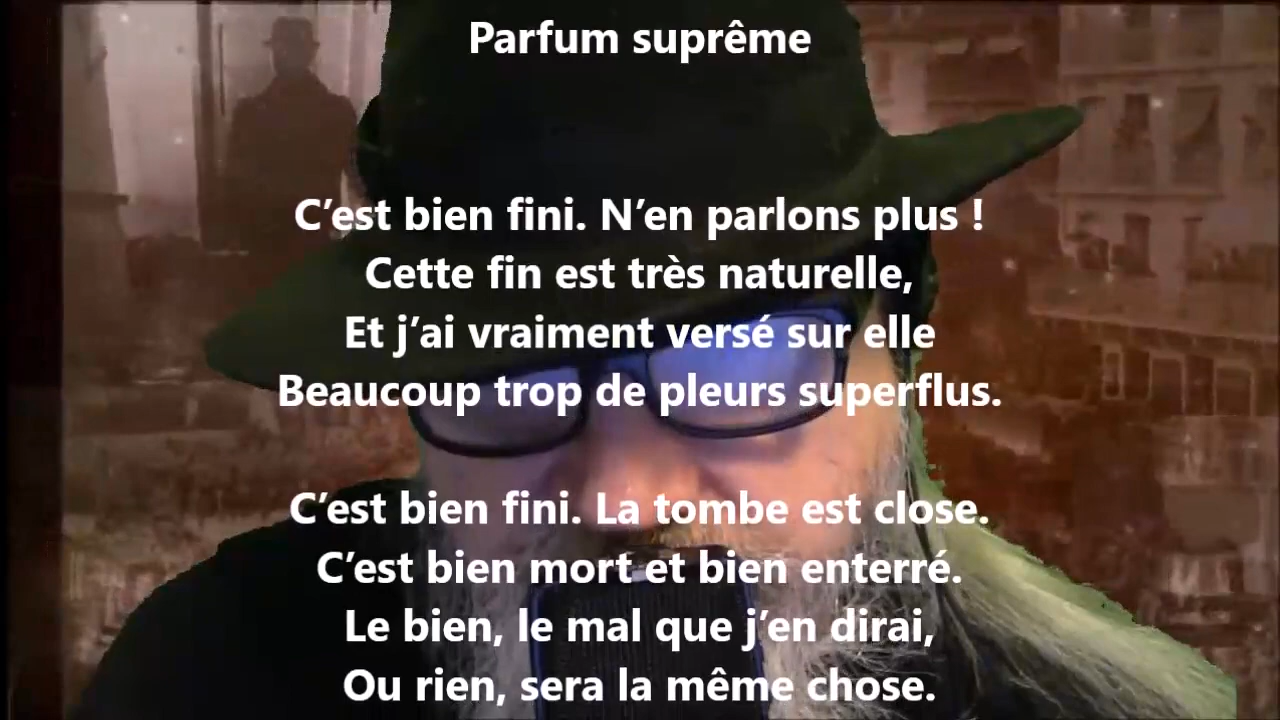 Parfum suprême
C’est bien fini. N’en parlons plus !
Cette fin est très naturelle,
Et j’ai vraiment versé sur elle
Beaucoup trop de pleurs superflus.
C’est bien fini. La tombe est close.
C’est bien mort et bien enterré.
Le bien, le mal que j’en dirai,
Ou rien, sera la même chose.